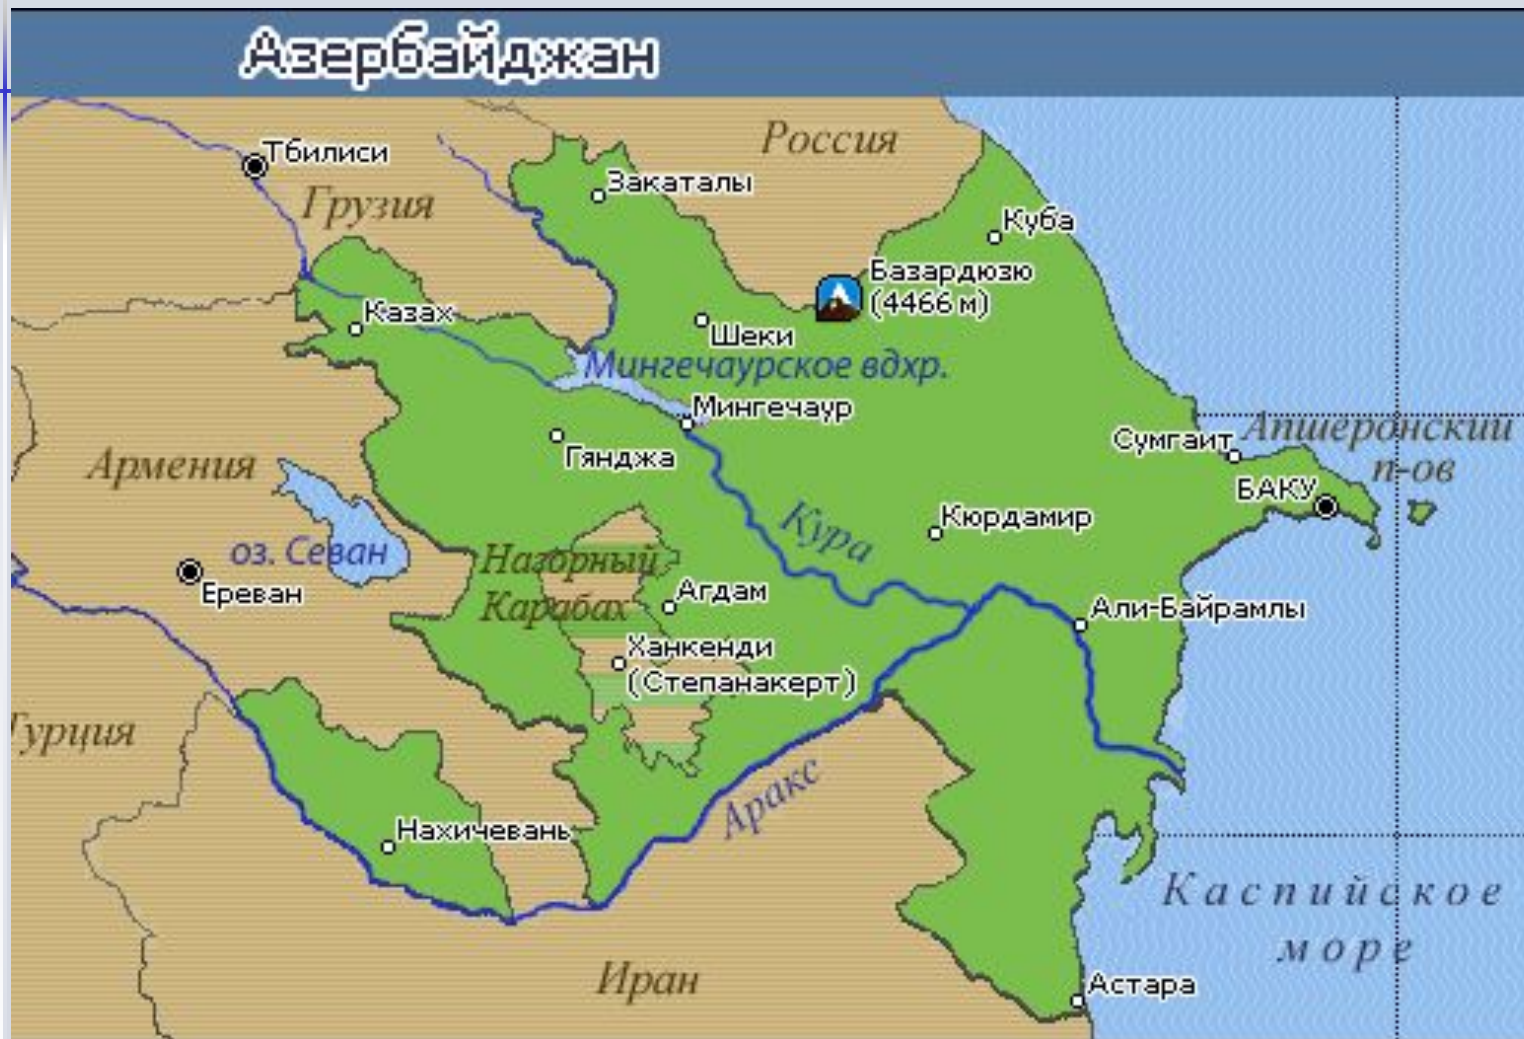 Азербайджан
Россия
Тбилиси
Закаталы
Грузия
Куба
Базардюзю
(4466 м)
Казах
Шеки
Мингечаурское вдхр.
Мингечаур
Апшеронский
п-ов
Сумгаит
Гянджа
Армения
БАКУ
Кура
Кюрдамир
оз. Севан
Нагорный
Карабах
Ереван
Агдам
Али-Байрамлы
Ханкенди
(Степанакерт)
Турция
Аракс
Нахичевань
Каспийское
море
Иран
Астара